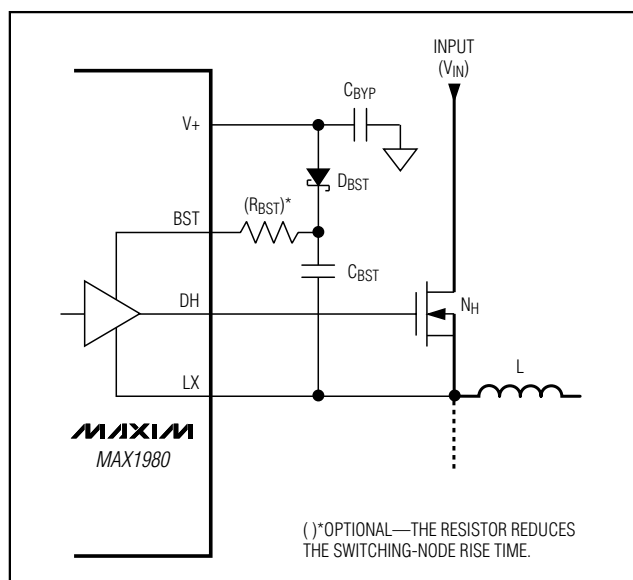 INPUT
(VIN)
CBYP
V+
DBST
(RBST)*
BST
CBST
DH
NH
L
LX
MAXIM
MAX1980
( )*OPTIONAL—THE RESISTOR REDUCES
THE SWITCHING-NODE RISE TIME.